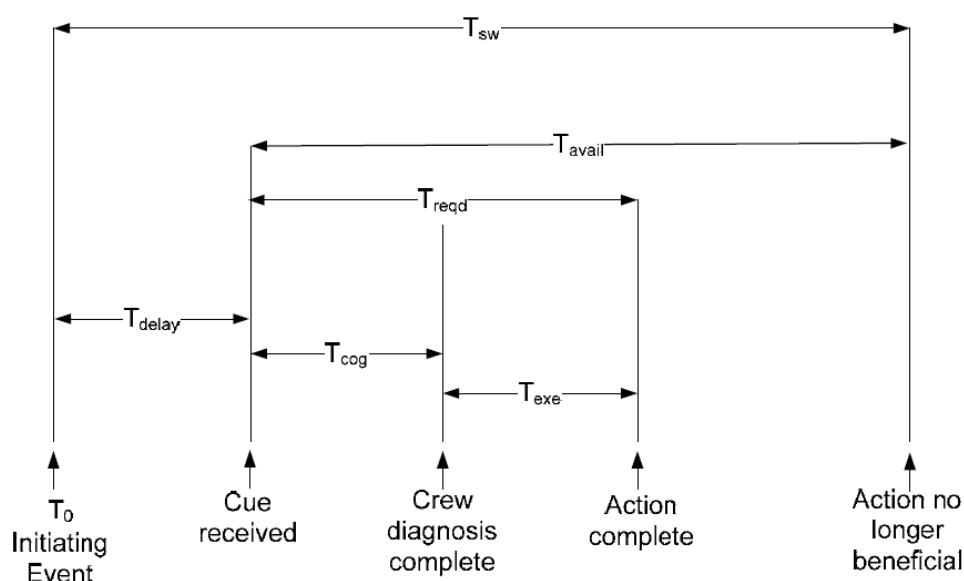 Tsw
Tavail
Treqd
Tdelay
Tcog
Texe
T0
Initiating
Event
Cue
received
Crew
diagnosis
complete
Action
complete
Action no
longer
beneficial